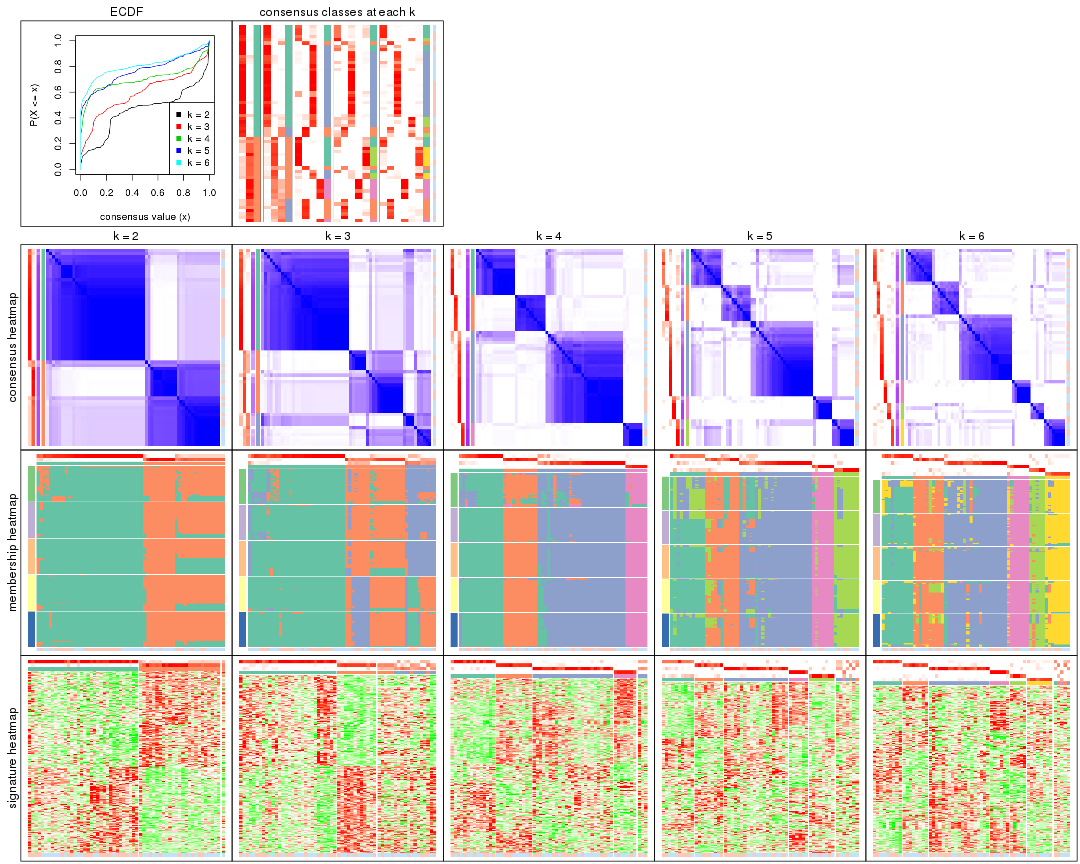 ECDF
consensus classes at each k
P(X <= x)
0.0 0.2 0.4 0.6 0.8 1.0
k = 2
k = 3
k = 4
k = 5
k = 6
0.0 0.2 0.4 0.6 0.8 1.0
consensus value (x)
k = 2
k = 3
k = 4
k = 5
k = 6
consensus heatmap
membership heatmap
signature heatmap